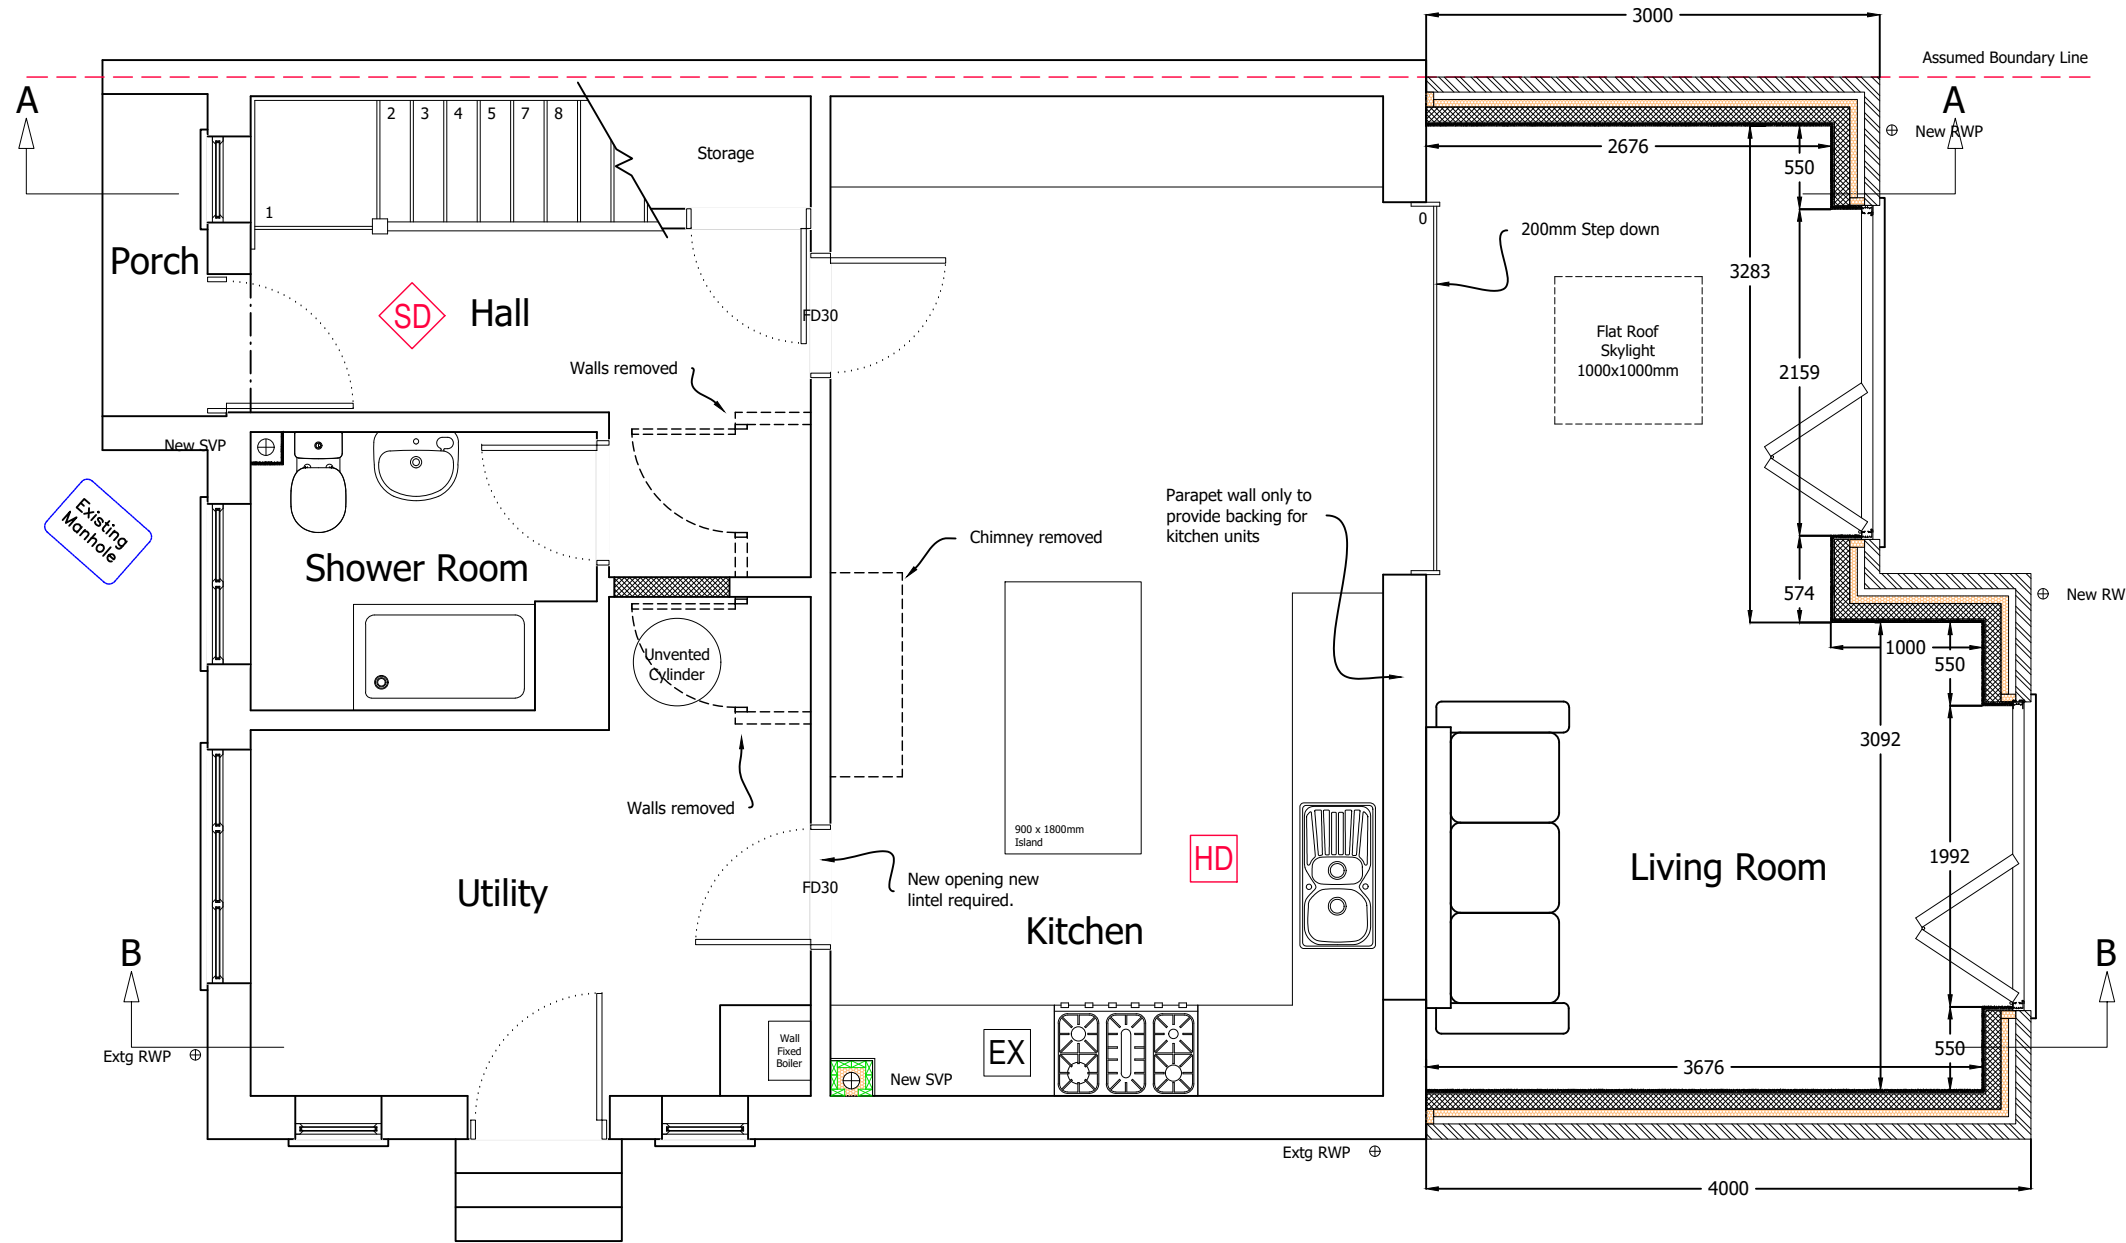 3000
Assumed Boundary Line
A
A
New RWP
2
3
4
5
7
8
Storage
2676
550
1
0
200mm Step down
Porch
3283
SD
Hall
FD30
Flat Roof
Skylight
1000x1000mm
Walls removed
2159
New SVP
Existing
Manhole
Parapet wall only to
provide backing for
kitchen units
Chimney removed
Shower Room
574
New RW
1000
550
Unvented
Cylinder
3092
Walls removed
900 x 1800mm
Island
HD
1992
Living Room
FD30
New opening new
lintel required.
Utility
Kitchen
B
B
Wall
Fixed
Boiler
EX
550
Extg RWP
New SVP
3676
Extg RWP
4000